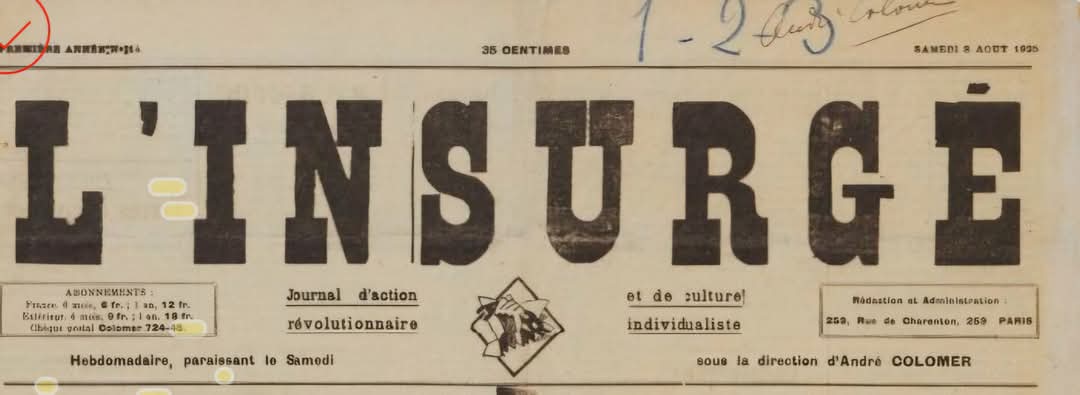 PREMIÈRE ANNÉE
35 CENTIMES
1 - 2 - 3
André Colomer
SAMEDI 8 AOUT 1925
L'INSURGÉ
ABONNEMENTS :
France, 6 mois, 6 fr. ; 1 an, 12 fr.
Extérieur, 6 mois, 9 fr. ; 1 an, 18 fr.
Chèque postal Colomer 724-45.
Journal d'action
révolutionnaire
et de culture
individualiste
Rédaction et Administration :
259, Rue de Charenton, 259 PARIS
Hebdomadaire, paraissant le Samedi
sous la direction d'André COLOMER